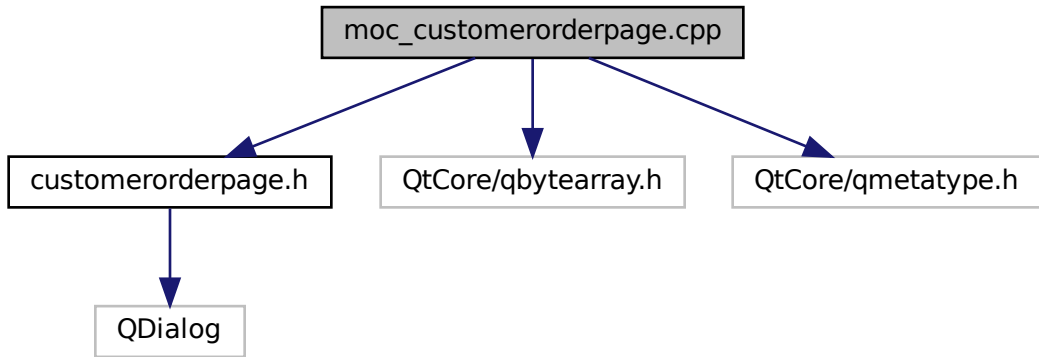 moc_customerorderpage.cpp
customerorderpage.h
QtCore/qbytearray.h
QtCore/qmetatype.h
QDialog